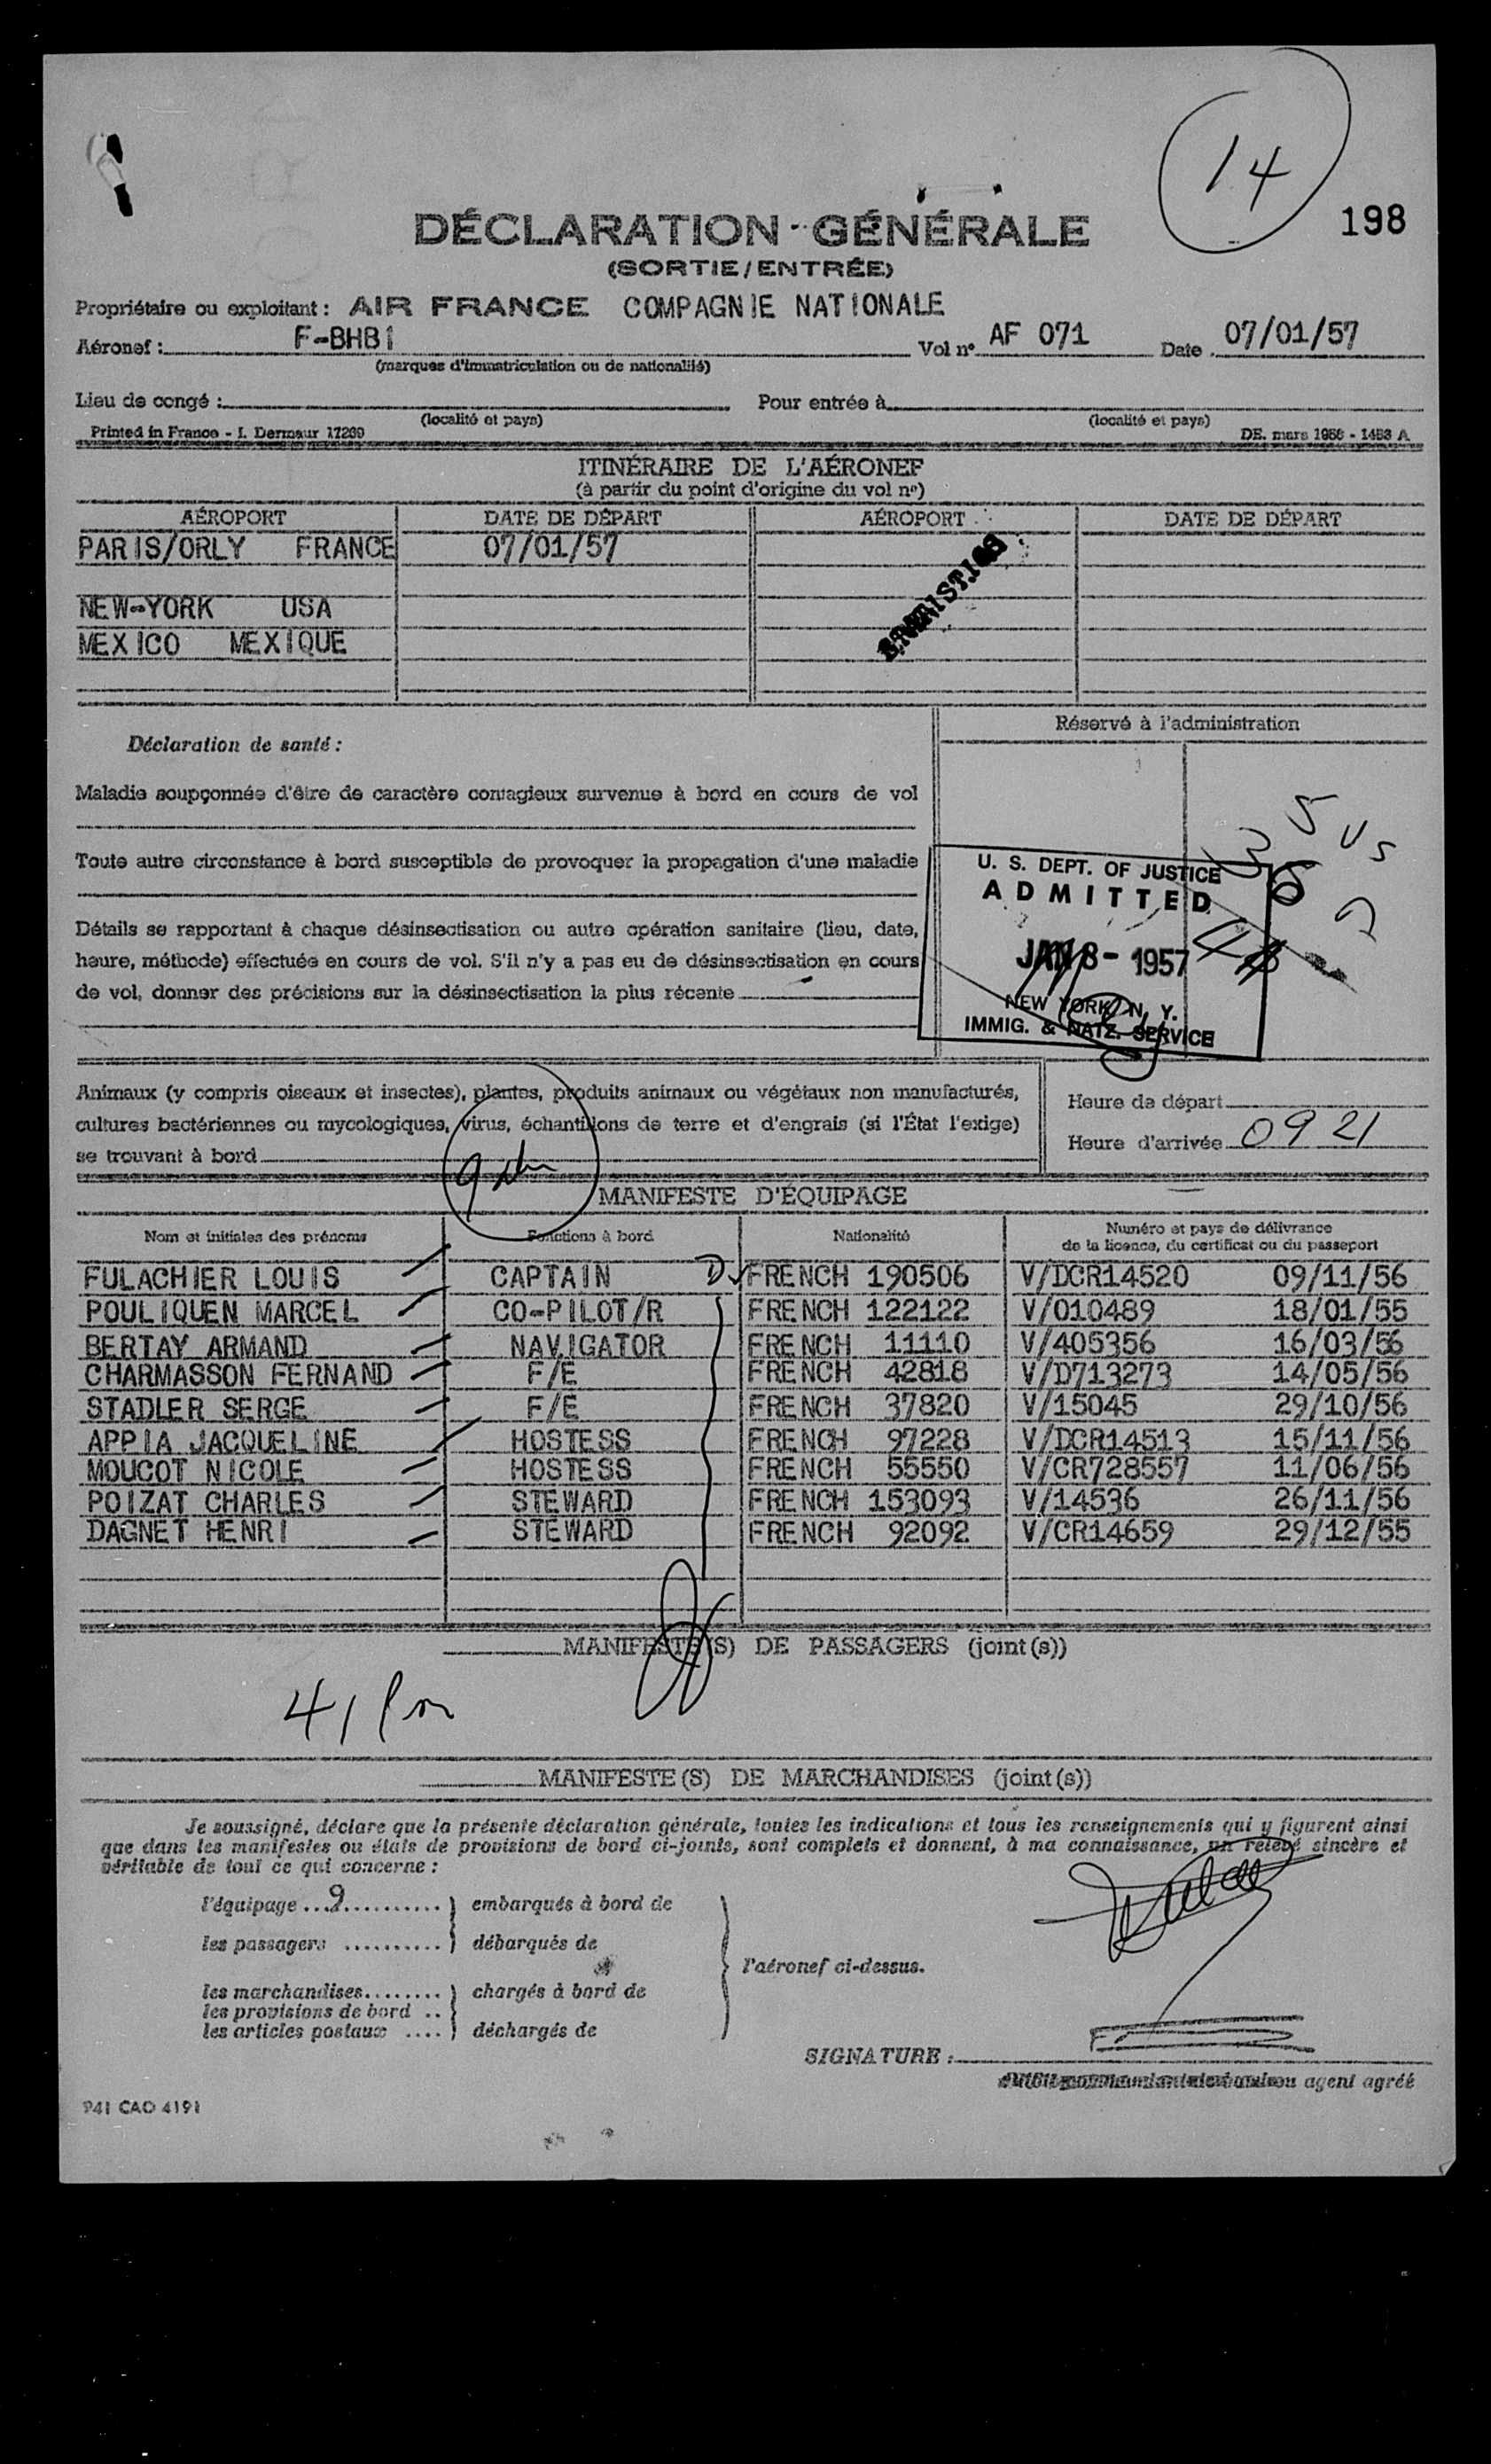 14
198
DÉCLARATION-GÉNÉRALE
(SORTIE/ENTRÉE)
Propriétaire ou exploitant : AIR FRANCE COMPAGNIE NATIONALE
Aéronef : F-BHBI Vol nº AF 071 Date 07/01/57
(marques d'immatriculation ou de nationalité)
Lieu de congé : Pour entrée à
(localité et pays) (localité et pays)
Printed in France - I. Dermaur 17269 DE. mars 1956 - 1453 A
ITINÉRAIRE DE L'AÉRONEF
(à partir du point d'origine du vol nº)
AÉROPORT DATE DE DÉPART AÉROPORT DATE DE DÉPART
PARIS/ORLY FRANCE 07/01/57
NEW-YORK USA
MEXICO MEXIQUE
Réservé à l'administration
Déclaration de santé :
Maladie soupçonnée d'être de caractère contagieux survenue à bord en cours de vol
Toute autre circonstance à bord susceptible de provoquer la propagation d'une maladie
Détails se rapportant à chaque désinsectisation ou autre opération sanitaire (lieu, date,
heure, méthode) effectuée en cours de vol. S'il n'y a pas eu de désinsectisation en cours
de vol, donner des précisions sur la désinsectisation la plus récente
5 US
36
U. S. DEPT. OF JUSTICE
ADMITTED
JAN 8 - 1957
NEW YORK, N. Y.
IMMIG. & NATZ. SERVICE
Animaux (y compris oiseaux et insectes), plantes, produits animaux ou végétaux non manufacturés,
cultures bactériennes ou mycologiques, virus, échantillons de terre et d'engrais (si l'État l'exige)
se trouvant à bord
Heure de départ
Heure d'arrivée 0921
MANIFESTE D'ÉQUIPAGE
Nom et initiales des prénoms Fonctions à bord Nationalité Numéro et pays de délivrance
de la licence, du certificat ou du passeport
FULACHIER LOUIS CAPTAIN FRENCH 190506 V/DCR14520 09/11/56
POULIQUEN MARCEL CO-PILOT/R FRENCH 122122 V/010489 18/01/55
BERTAY ARMAND NAVIGATOR FRENCH 11110 V/405356 16/03/56
CHARMASSON FERNAND F/E FRENCH 42818 V/D713273 14/05/56
STADLER SERGE F/E FRENCH 37820 V/15045 29/10/56
APPIA JACQUELINE HOSTESS FRENCH 97228 V/DCR14513 15/11/56
MOUCOT NICOLE HOSTESS FRENCH 55550 V/CR728557 11/06/56
POIZAT CHARLES STEWARD FRENCH 153093 V/14536 26/11/56
DAGNET HENRI STEWARD FRENCH 92092 V/CR14659 29/12/55
MANIFESTE(S) DE PASSAGERS (joint(s))
41
MANIFESTE(S) DE MARCHANDISES (joint(s))
Je soussigné, déclare que la présente déclaration générale, toutes les indications et tous les renseignements qui y figurent ainsi
que dans les manifestes ou états de provisions de bord ci-joints, sont complets et donnent, à ma connaissance, un relevé sincère et
véritable de tout ce qui concerne :
l'équipage ...9.......... } embarqués à bord de
les passagers .......... } débarqués de
l'aéronef ci-dessus.
les marchandises........ } chargés à bord de
les provisions de bord ..
les articles postaux .... } déchargés de
SIGNATURE :
ou agent agréé
941 CAO 4191